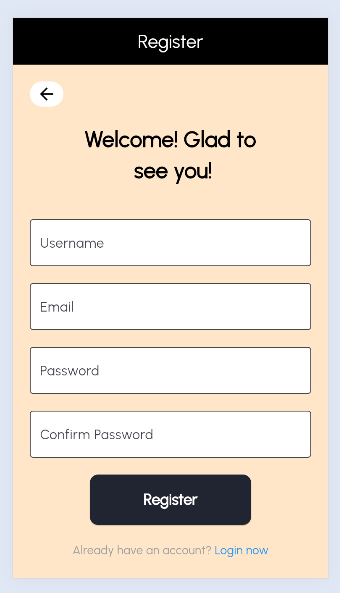 Register
Welcome! Glad to
see you!
Username
Email
Password
Confirm Password
Register
Already have an account? Login now